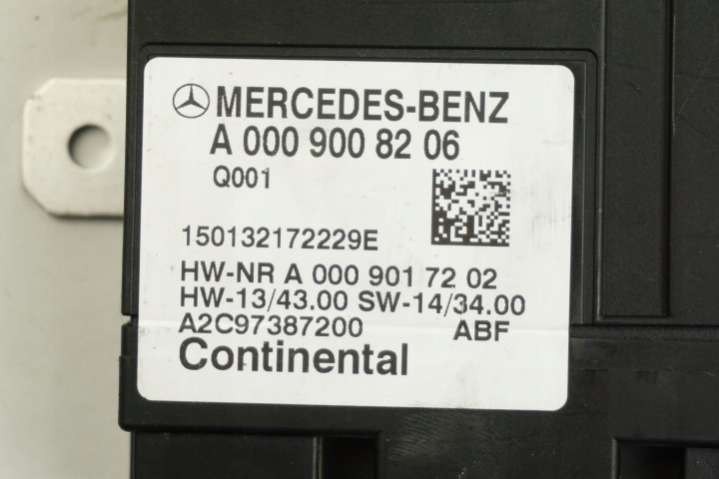 MERCEDES-BENZ
A 000 900 82 06
Q001
150132172229E
HW-NR A 000 901 72 02
HW-13/43.00 SW-14/34.00
A2C97387200 ABF
Continental